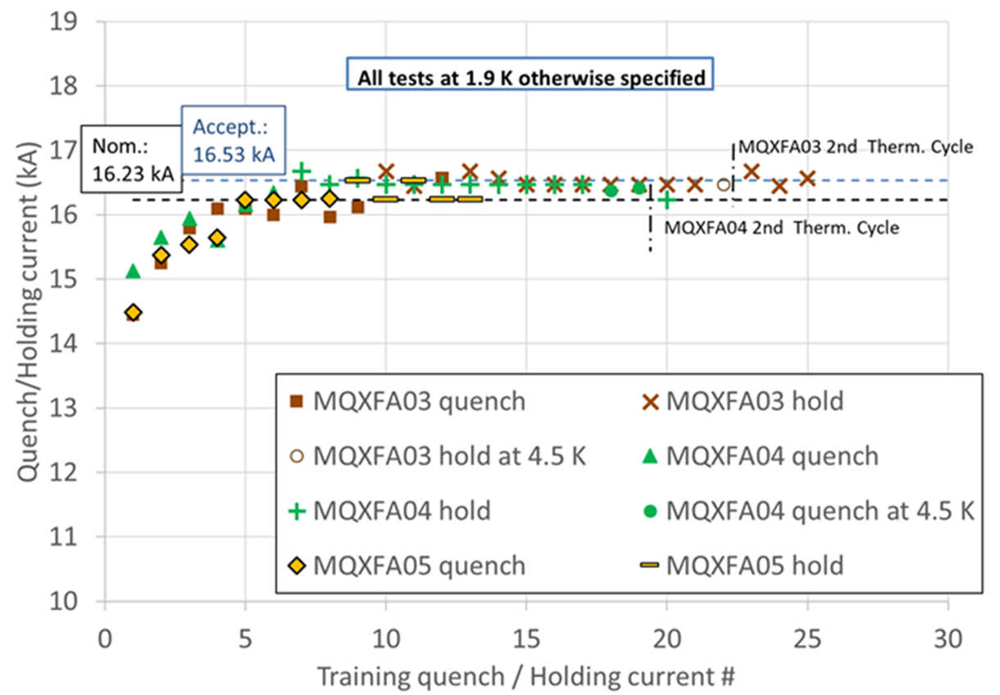 19
18
17
16
15
14
13
12
11
10
Quench/Holding current (kA)
All tests at 1.9 K otherwise specified
Accept.:
16.53 kA
Nom.:
16.23 kA
MQXFA03 2nd Therm. Cycle
MQXFA04 2nd Therm. Cycle
MQXFA03 quench
MQXFA03 hold
MQXFA03 hold at 4.5 K
MQXFA04 quench
MQXFA04 hold
MQXFA04 quench at 4.5 K
MQXFA05 quench
MQXFA05 hold
0 5 10 15 20 25 30
Training quench / Holding current #